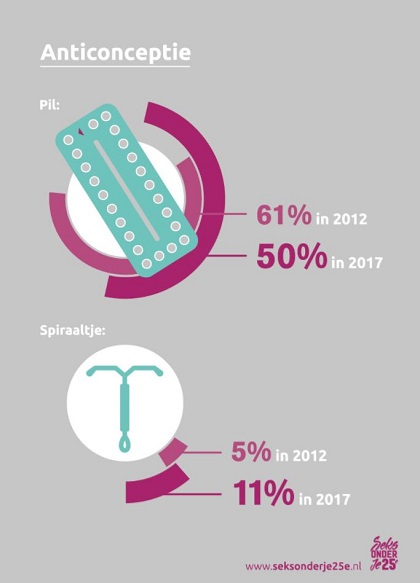 Anticonceptie
Pil:
61% in 2012
50% in 2017
Spiraaltje:
5% in 2012
11% in 2017
www.seksonderje25e.nl
Seks
ONDER
Je 25e